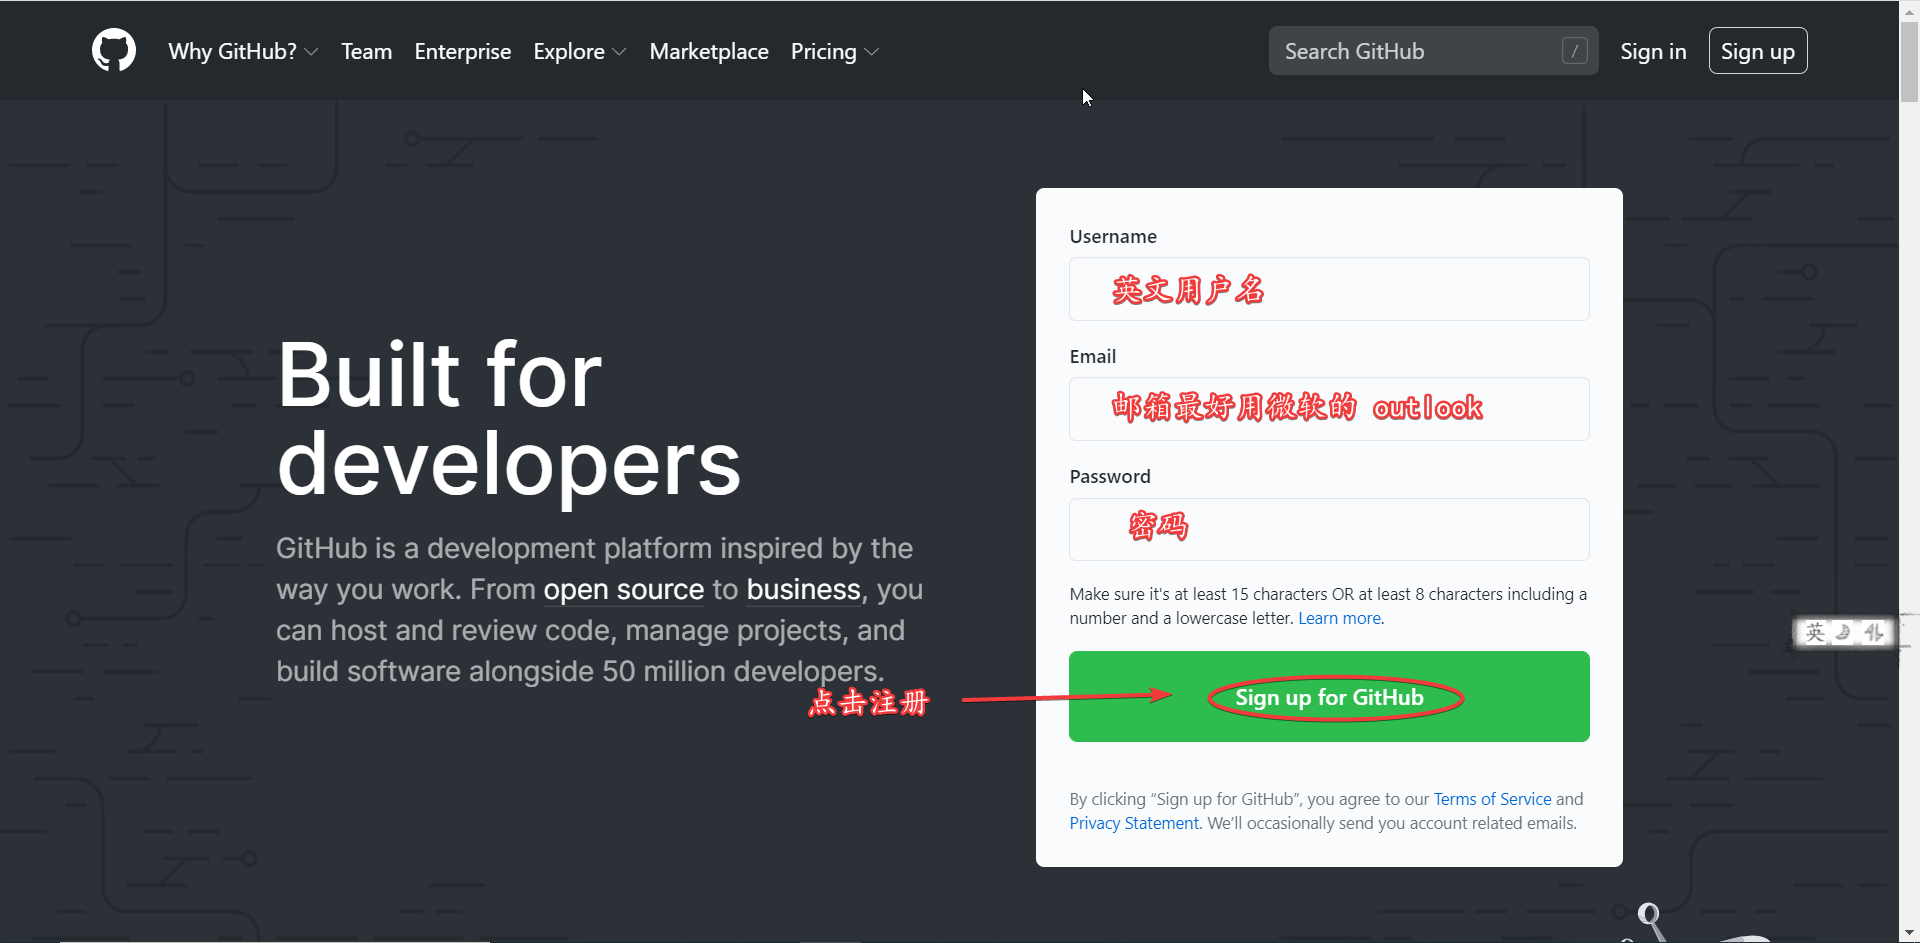 Why GitHub? Team Enterprise Explore Marketplace Pricing Search GitHub / Sign in Sign up
Built for
developers
GitHub is a development platform inspired by the
way you work. From open source to business, you
can host and review code, manage projects, and
build software alongside 50 million developers.
Username
英文用户名
Email
邮箱最好用微软的 outlook
Password
密码
Make sure it's at least 15 characters OR at least 8 characters including a
number and a lowercase letter. Learn more.
点击注册
Sign up for GitHub
By clicking “Sign up for GitHub”, you agree to our Terms of Service and
Privacy Statement. We’ll occasionally send you account related emails.
英